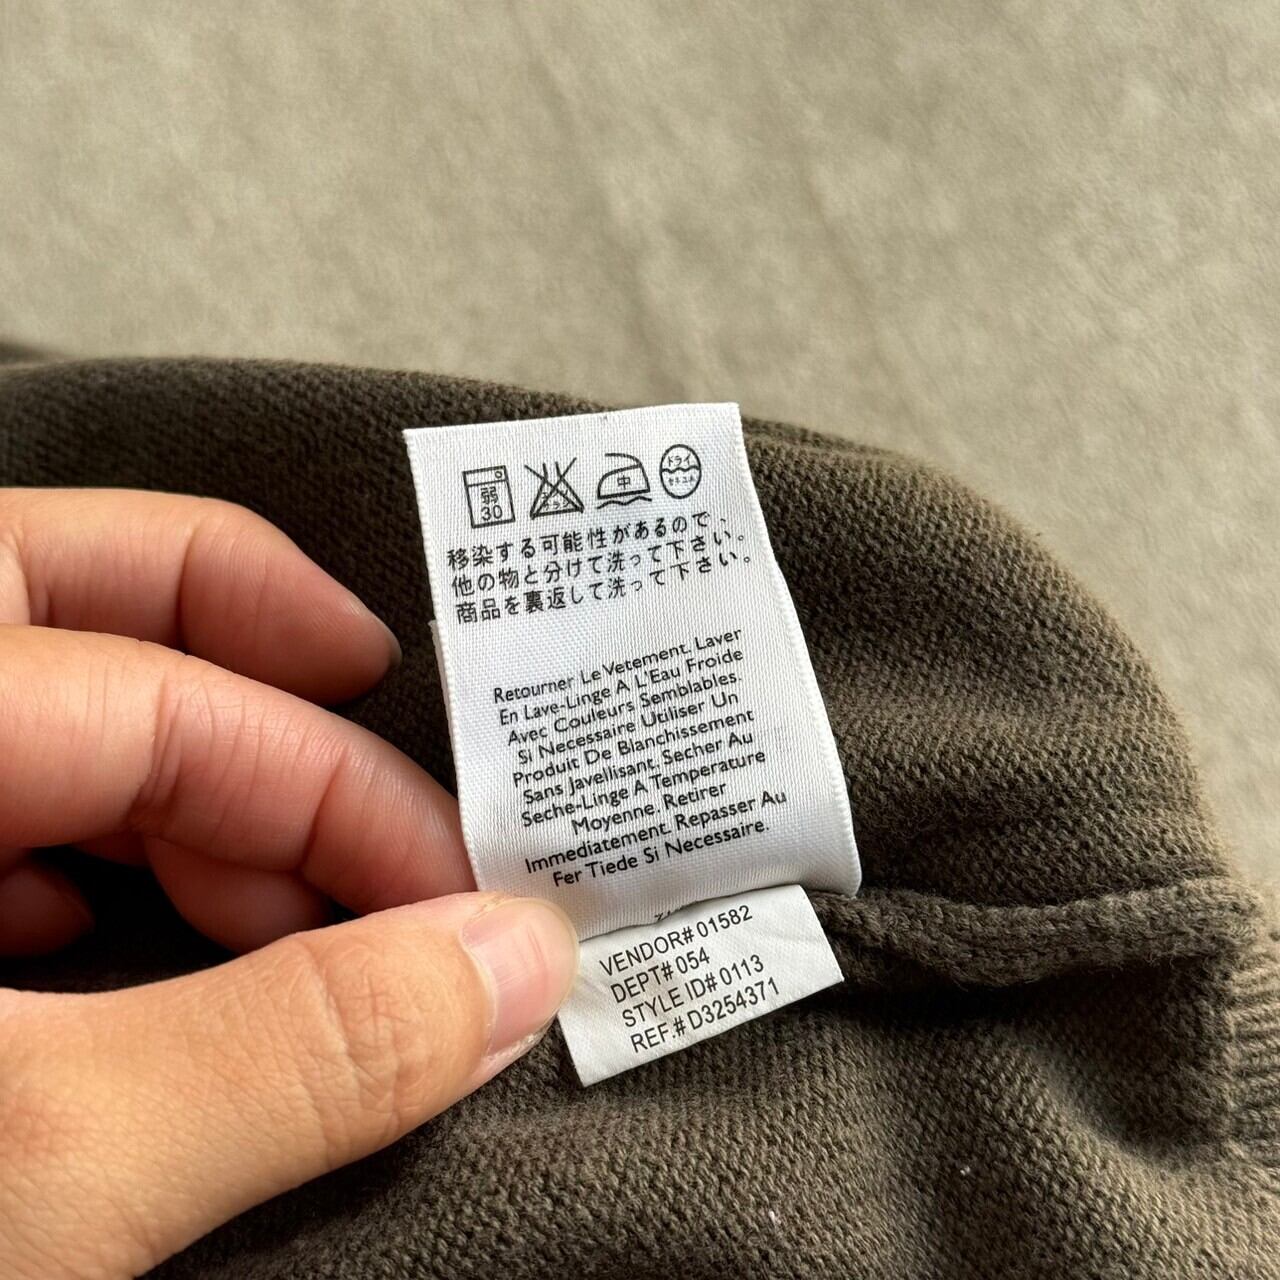 弱
30
中
ドライ
移染する可能性があるので、
他の物と分けて洗って下さい。
商品を裏返して洗って下さい。
Retourner Le Vetement. Laver
En Lave-Linge A L'Eau Froide
Avec Couleurs Semblables.
Si Necessaire Utiliser Un
Produit De Blanchissement
Sans Javellisant. Secher Au
Seche-Linge A Temperature
Moyenne. Retirer
Immediatement. Repasser Au
Fer Tiede Si Necessaire.
VENDOR# 01582
DEPT# 054
STYLE ID# 0113
REF.# D3254371